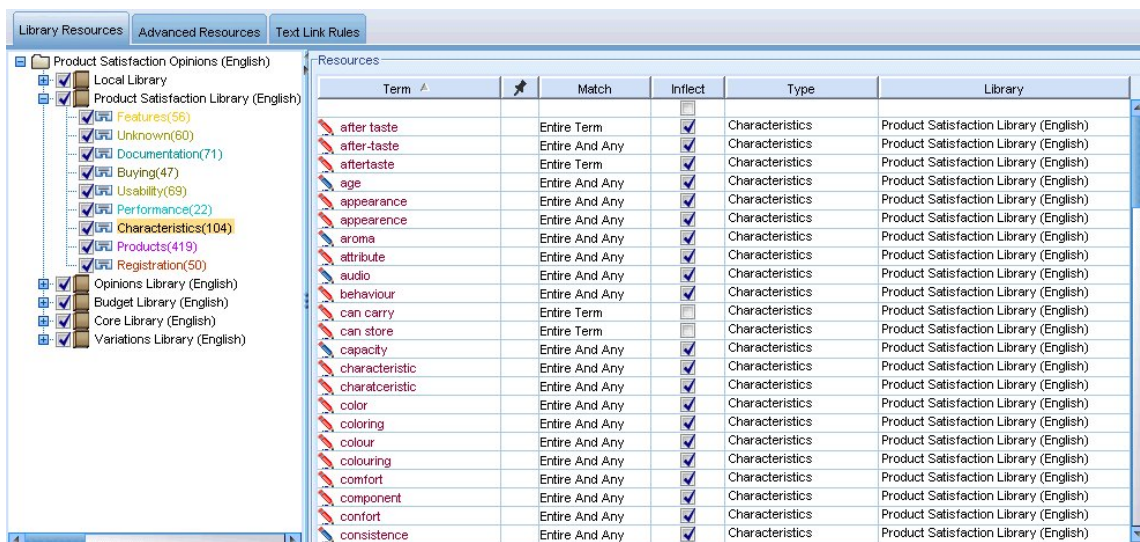 Library Resources Advanced Resources Text Link Rules
Product Satisfaction Opinions (English)
Local Library
Product Satisfaction Library (English)
Features(56)
Unknown(60)
Documentation(71)
Buying(47)
Usability(69)
Performance(22)
Characteristics(104)
Products(419)
Registration(50)
Opinions Library (English)
Budget Library (English)
Core Library (English)
Variations Library (English)
Resources
Term Match Inflect Type Library
after taste Entire Term Characteristics Product Satisfaction Library (English)
after-taste Entire And Any Characteristics Product Satisfaction Library (English)
aftertaste Entire Term Characteristics Product Satisfaction Library (English)
age Entire And Any Characteristics Product Satisfaction Library (English)
appearance Entire And Any Characteristics Product Satisfaction Library (English)
appearence Entire And Any Characteristics Product Satisfaction Library (English)
aroma Entire And Any Characteristics Product Satisfaction Library (English)
attribute Entire And Any Characteristics Product Satisfaction Library (English)
audio Entire And Any Characteristics Product Satisfaction Library (English)
behaviour Entire And Any Characteristics Product Satisfaction Library (English)
can carry Entire Term Characteristics Product Satisfaction Library (English)
can store Entire Term Characteristics Product Satisfaction Library (English)
capacity Entire And Any Characteristics Product Satisfaction Library (English)
characteristic Entire And Any Characteristics Product Satisfaction Library (English)
charatceristic Entire And Any Characteristics Product Satisfaction Library (English)
color Entire And Any Characteristics Product Satisfaction Library (English)
coloring Entire And Any Characteristics Product Satisfaction Library (English)
colour Entire And Any Characteristics Product Satisfaction Library (English)
colouring Entire And Any Characteristics Product Satisfaction Library (English)
comfort Entire And Any Characteristics Product Satisfaction Library (English)
component Entire And Any Characteristics Product Satisfaction Library (English)
confort Entire And Any Characteristics Product Satisfaction Library (English)
consistence Entire And Any Characteristics Product Satisfaction Library (English)